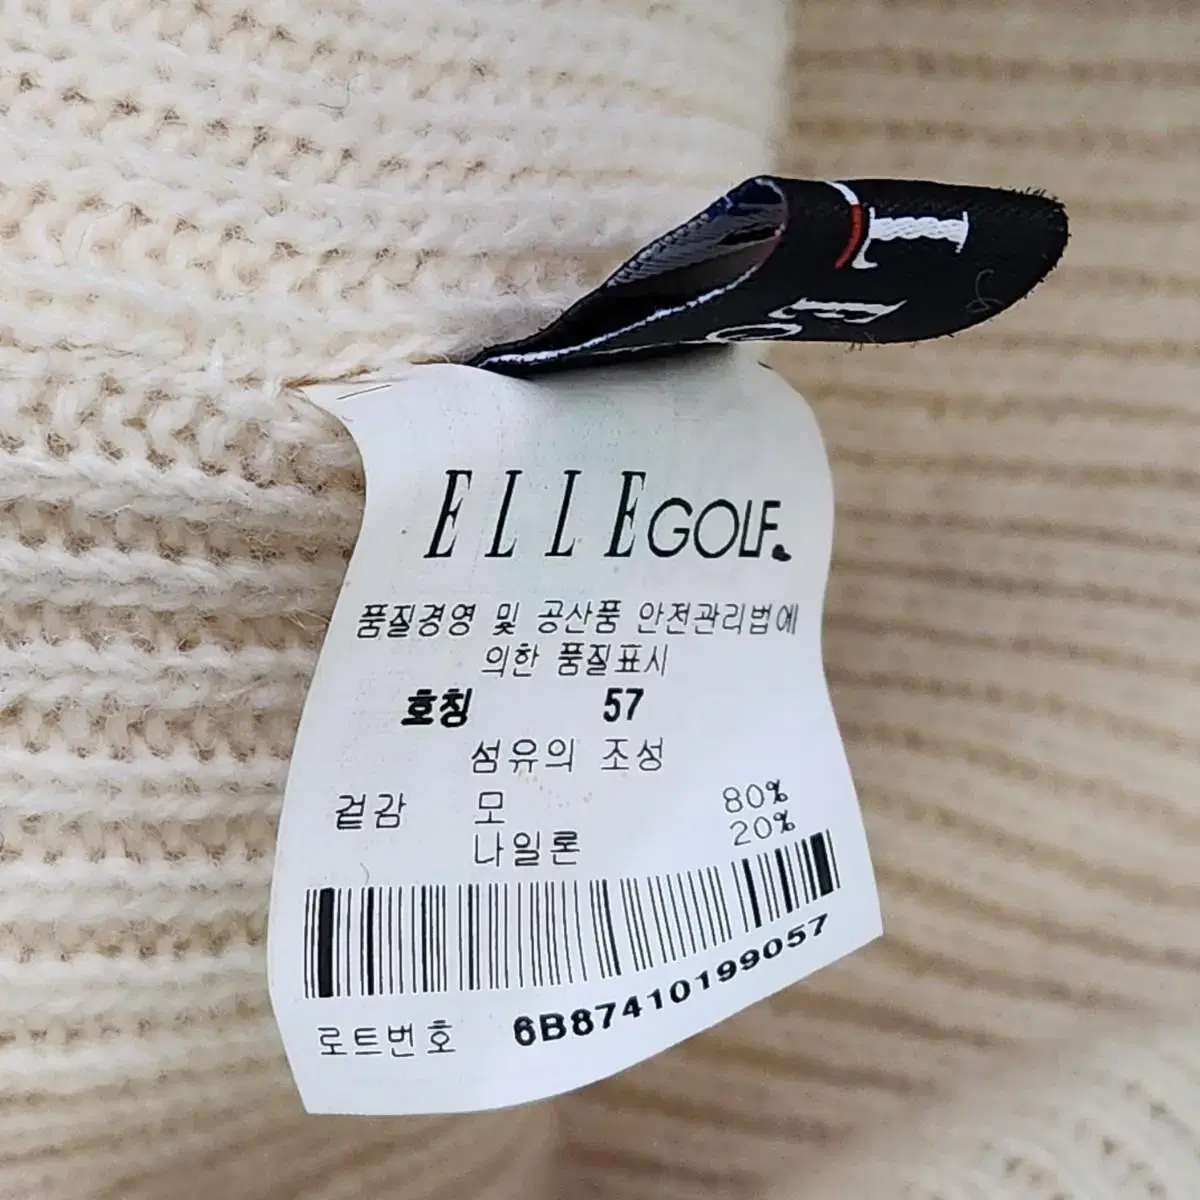 ELLE GOLF
품질경영 및 공산품 안전관리법에
의한 품질표시
호칭 57
섬유의 조성
겉감 모 80%
나일론 20%
로트번호 6B87410199057